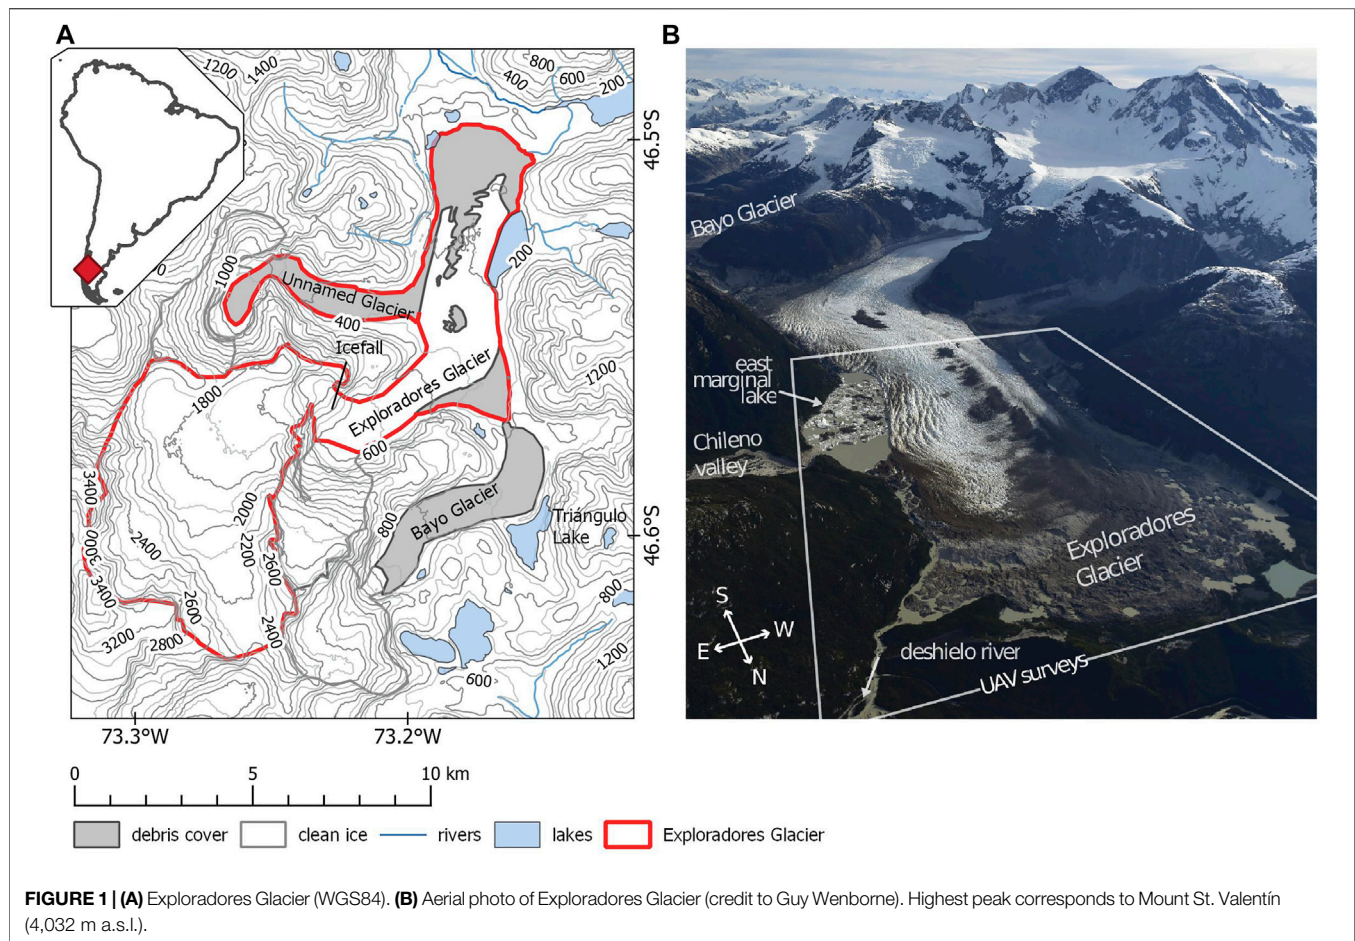 A
B
1200
1400
800
400
600
200
46.5°S
0
1000
Unnamed Glacier
200
400
Icefall
1800
Exploradores Glacier
1200
600
3400
2000
Bayo Glacier
800
Triángulo
Lake
3000
2400
2200
2600
46.6°S
3400
2600
800
3200
2800
2400
1200
600
73.3°W
73.2°W
0
5
10 km
debris cover
clean ice
rivers
lakes
Exploradores Glacier
Bayo Glacier
east
marginal
lake
Chileno
valley
Exploradores
Glacier
S
E
W
N
deshielo river
UAV surveys
FIGURE 1 | (A) Exploradores Glacier (WGS84). (B) Aerial photo of Exploradores Glacier (credit to Guy Wenborne). Highest peak corresponds to Mount St. Valentín
(4,032 m a.s.l.).